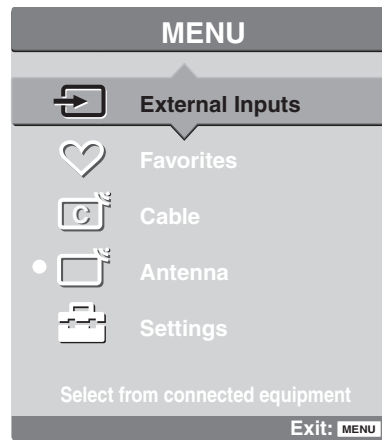 MENU
External Inputs
Favorites
C Cable
Antenna
Settings
Select from connected equipment
Exit: MENU